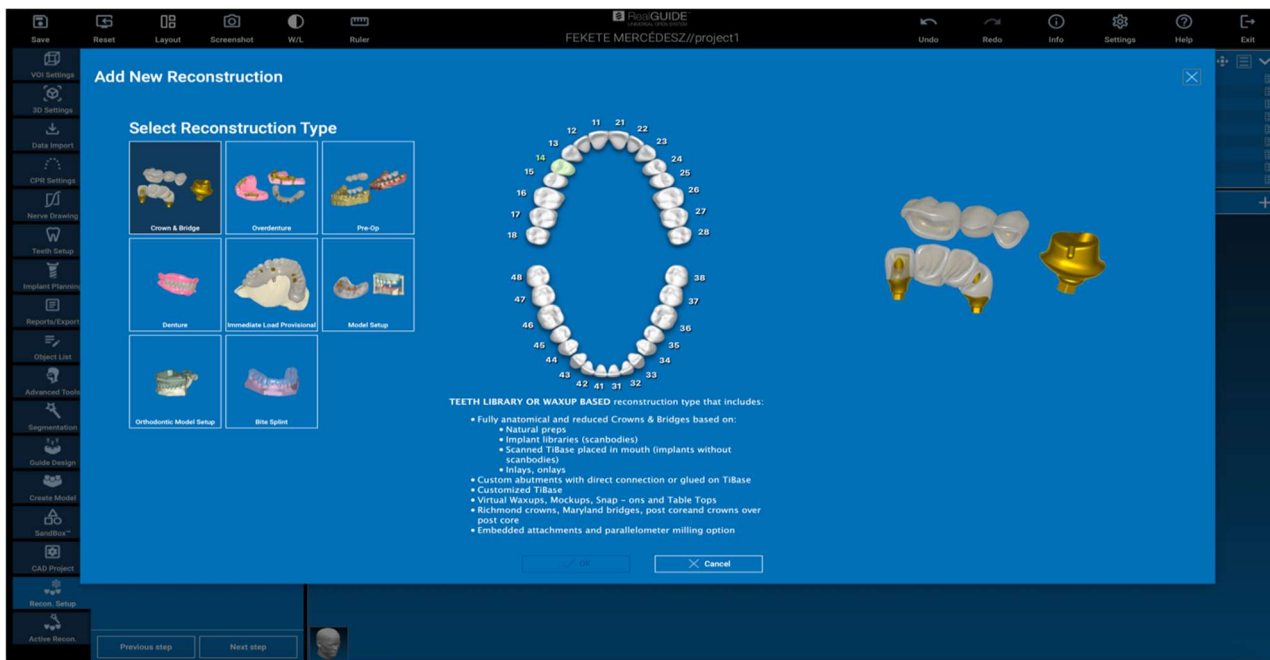 RealGUIDE
UNIVERSAL OPEN SYSTEM
FEKETE MERCÉDESZ//project1
Save
Reset
Layout
Screenshot
W/L
Ruler
Undo
Redo
Info
Settings
Help
Exit
VOI Settings
3D Settings
Data Import
CPR Settings
Nerve Drawing
Teeth Setup
Implant Planning
Reports/Export
Object List
Advanced Tools
Segmentation
Guide Design
Create Model
SandBox™
CAD Project
Recon. Setup
Active Recon.
Add New Reconstruction
Select Reconstruction Type
Crown & Bridge
Overdenture
Pre-Op
Denture
Immediate Load Provisional
Model Setup
Orthodontic Model Setup
Bite Splint
11 21
12 22
13 23
14 24
15 25
16 26
17 27
18 28
48 38
47 37
46 36
45 35
44 34
43 33
42 41 31 32
TEETH LIBRARY OR WAXUP BASED reconstruction type that includes:
• Fully anatomical and reduced Crowns & Bridges based on:
• Natural preps
• Implant libraries (scanbodies)
• Scanned TiBase placed in mouth (implants without
scanbodies)
• Inlays, onlays
• Custom abutments with direct connection or glued on TiBase
• Customized TiBase
• Virtual Waxups, Mockups, Snap – ons and Table Tops
• Richmond crowns, Maryland bridges, post coreand crowns over
post core
• Embedded attachments and parallelometer milling option
OK
Cancel
Previous step
Next step